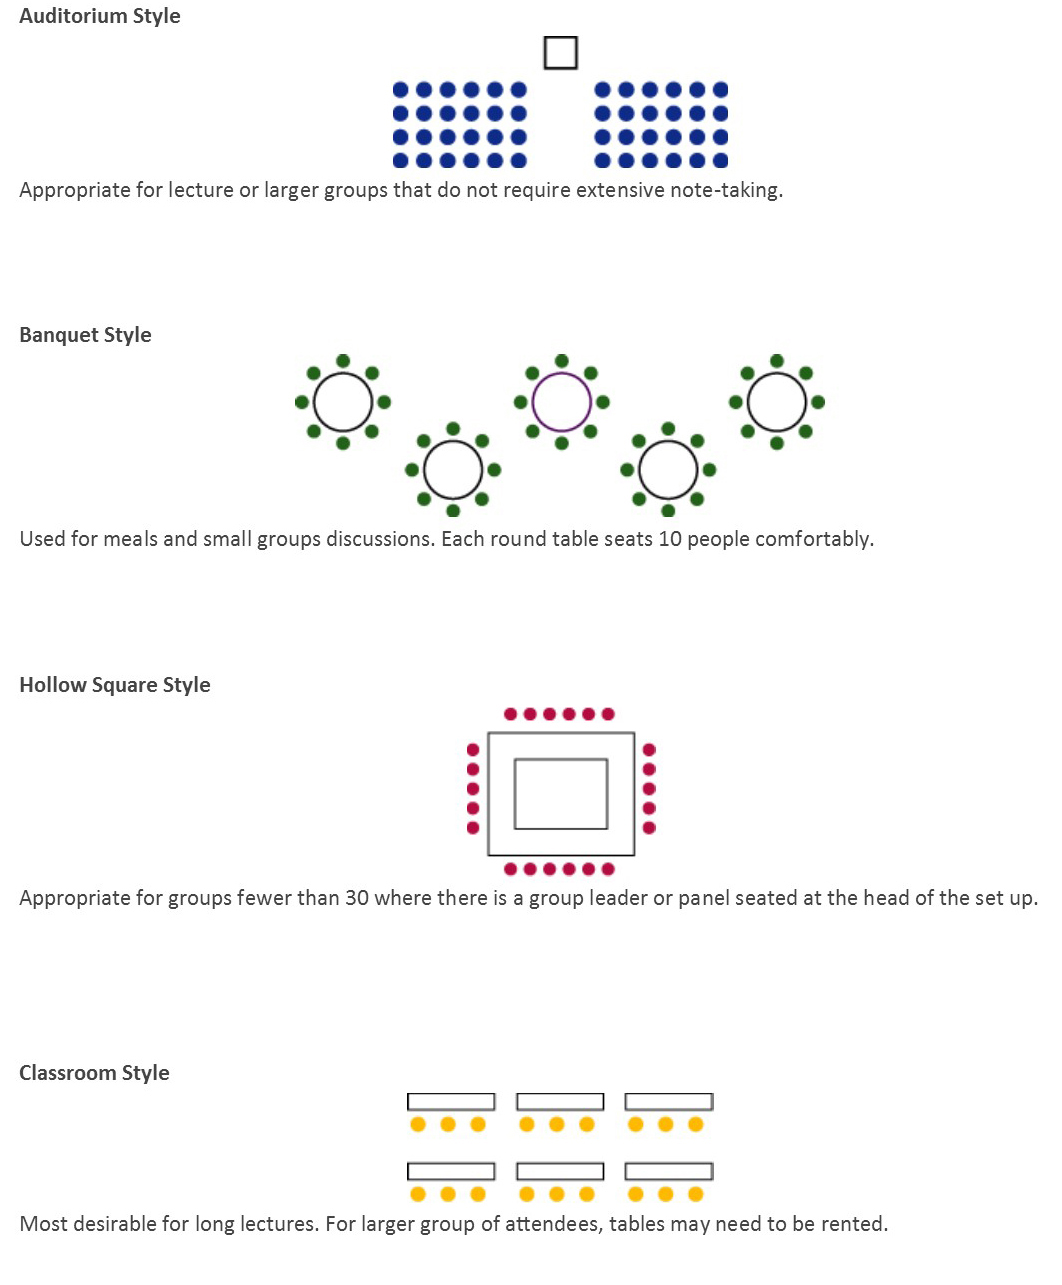 Auditorium Style
Appropriate for lecture or larger groups that do not require extensive note-taking.
Banquet Style
Used for meals and small groups discussions. Each round table seats 10 people comfortably.
Hollow Square Style
Appropriate for groups fewer than 30 where there is a group leader or panel seated at the head of the set up.
Classroom Style
Most desirable for long lectures. For larger group of attendees, tables may need to be rented.